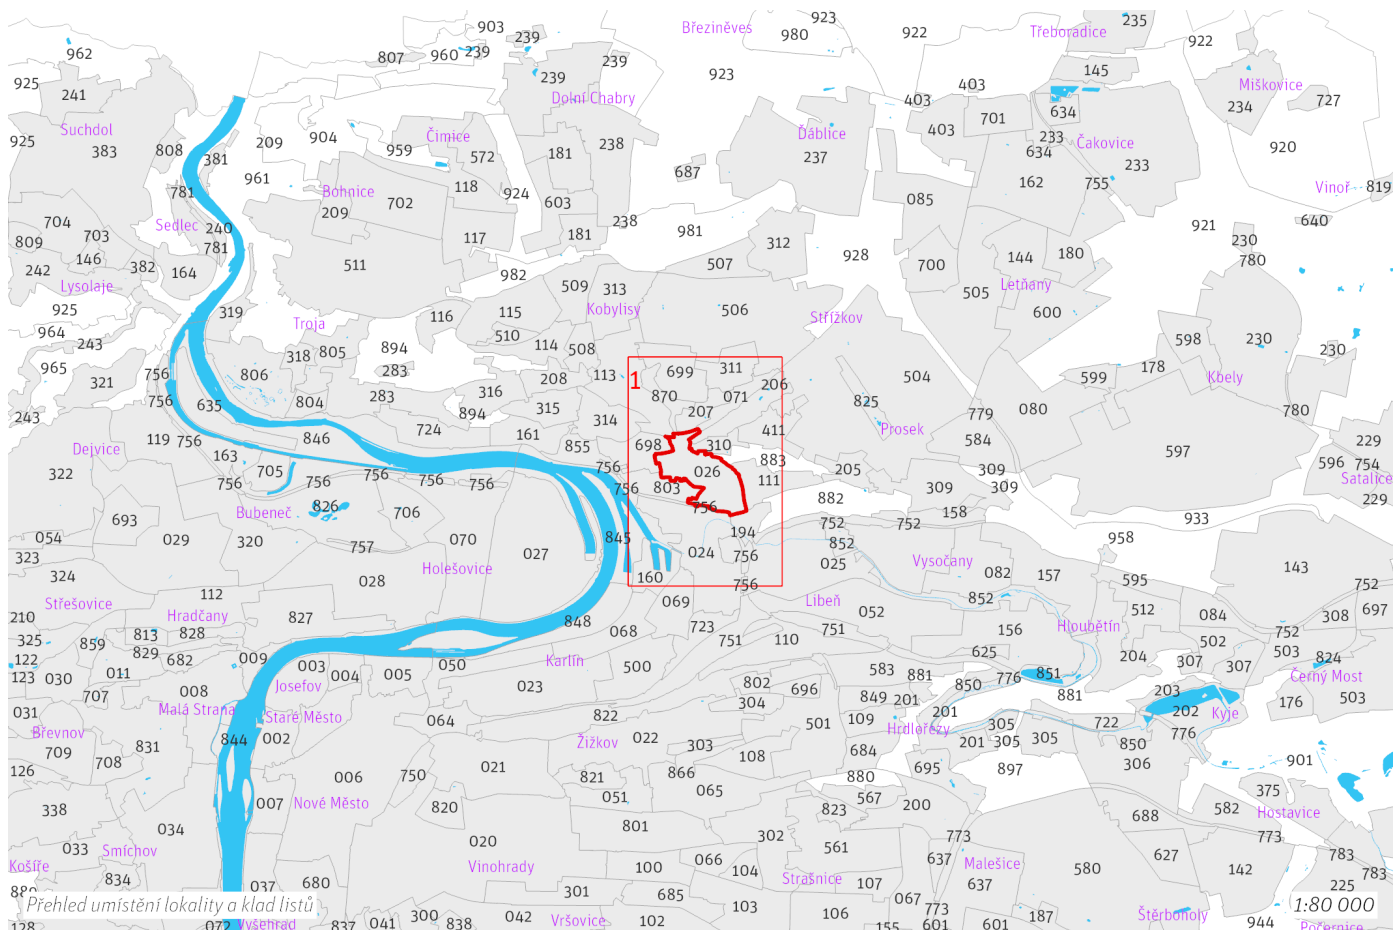 903 239 923 Březiněves 980 922 Třeboradice 235 922
962 807 960 239 239 239 923 145 Miškovice
925 241 Dolní Chabry 403 403 634 234 727
Suchdol 904 Čimice Ďáblice 403 701 233 Čakovice
925 383 808 381 209 959 572 181 238 237 634 233 920
961 687 162 755 Vinoř 819
781 Bohnice 209 702 118 924 603 085
704 Sedlec 240 238 981 921 640
809 703 781 117 181 312 928 144 180 230
146 242 382 164 511 982 507 700 780
Lysolaje 509 313 505 Letňany
925 319 116 115 Kobylisy 506 Střížkov 600
964 243 Troja 510 114 508 598 230 230
965 318 805 894
321 756 806 283 208 113 699 311 504 599 178 Kbely
1
756 635 804 283 316 870 071 206 825 779 080 780
243 894 315 314 207
119 756 846 724 161 855 698 310 411 Prosek 584 229
Dejvice 163 597
322 705 756 026 883 205 309 596 754
756 756 756 756 756 756 803 111 309 309 Satalice
826 882 229
Bubeneč 706 756 158
693 194 752 752 933
054 029 320 757 070 027 845 024 756 852 Vysočany 958
323 025 143
324 028 Holešovice 160 756 082 157 595 752
112 069 Libeň 852
Střešovice Hradčany 052 512 084 308 697
210 827 848 068 723 751 110 751 156 Hloubětín 752
325 859 813 828 502 503
122 829 682 009 003 050 Karlín 625 204 307 307 824
123 030 011 004 005 500 583 881 776 851 Černý Most
707 008 Josefov 023 802 696 850 881 203 176 503
031 Malá Strana Staré Město 304 849 201 202 Kyje
Břevnov 064 822 109 201 722
709 831 844 002 Žižkov 022 303 501 Hrdlořezy 305 776
708 684 201 305 305 850
126 006 750 021 821 866 108 695 897 306 901
051 065 880 375
338 007 Nové Město 820 567 582
034 801 823 200 688 Hostavice
033 Smíchov 020 302 561 773 773
Košíře 066 637 Malešice 627 783
834 Vinohrady 100 104 580 142 783
037 680 301 Strašnice 107 637 225
685 067
Přehled umístění lokality a klad listů 1:80 000
300 042 103 106 773 187 Štěrboholy
072 Vyšehrad 837 041 838 Vršovice 102 155 601 601 944 Počernice
128